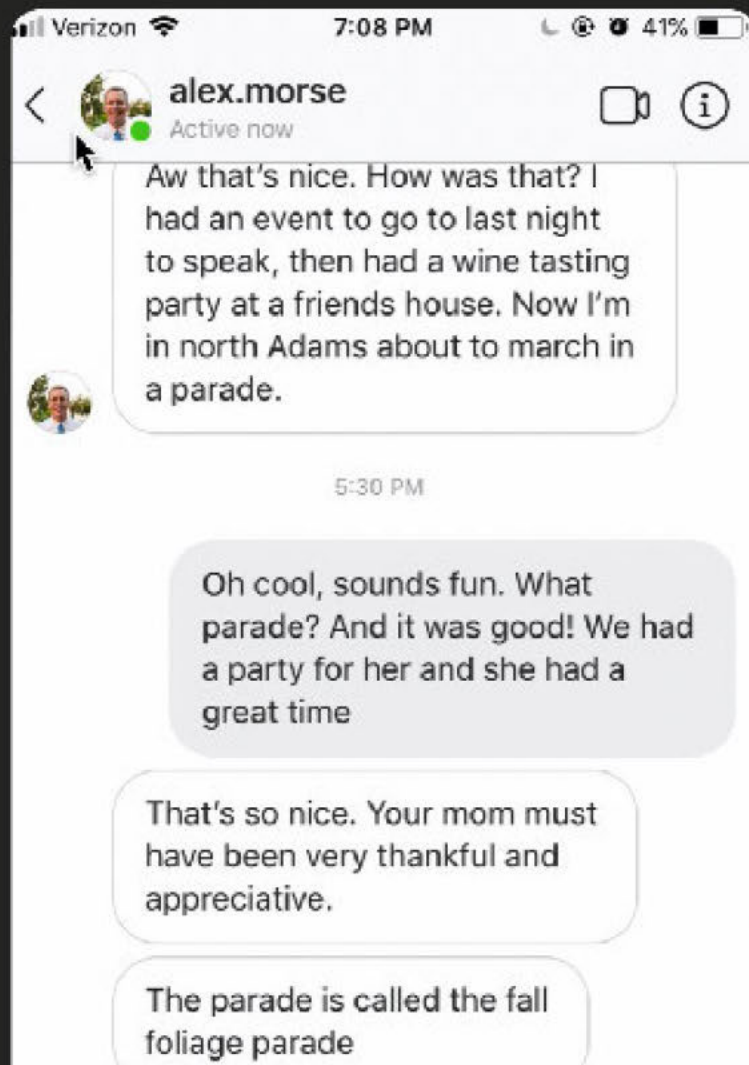 Verizon 7:08 PM 41%
alex.morse
Active now
Aw that's nice. How was that? I
had an event to go to last night
to speak, then had a wine tasting
party at a friends house. Now I'm
in north Adams about to march in
a parade.
5:30 PM
Oh cool, sounds fun. What
parade? And it was good! We had
a party for her and she had a
great time
That's so nice. Your mom must
have been very thankful and
appreciative.
The parade is called the fall
foliage parade